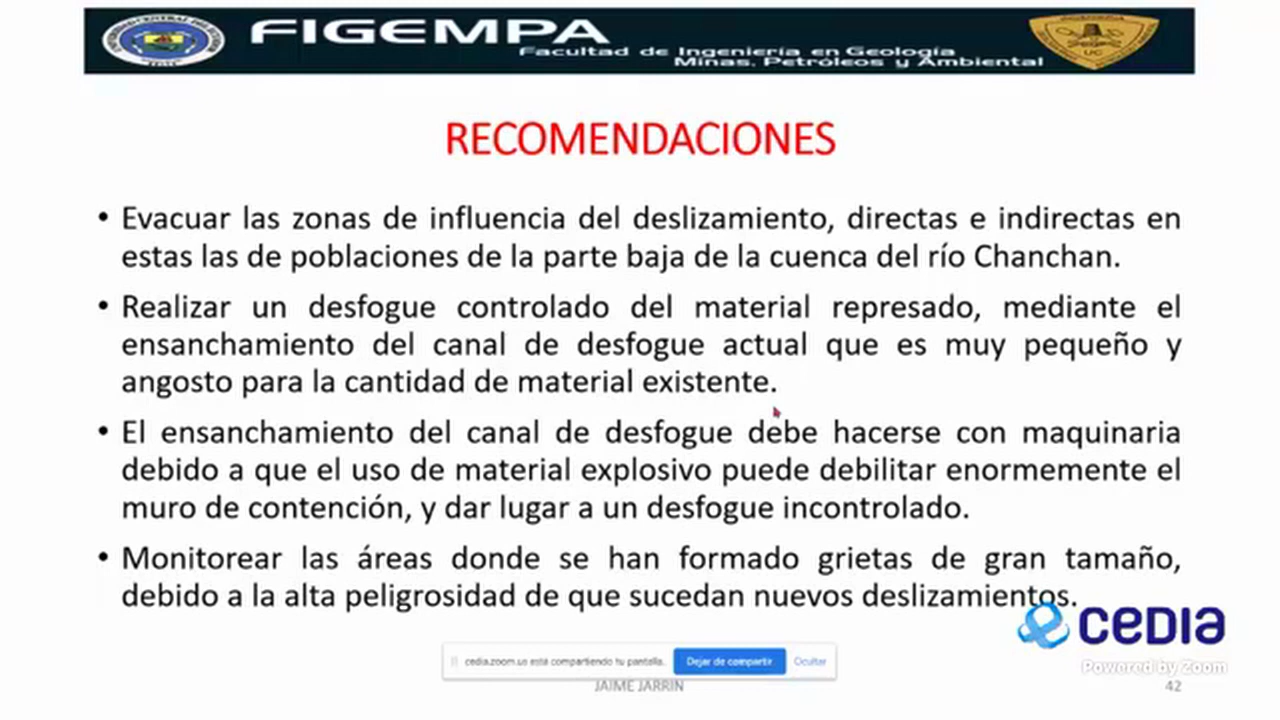 FIGEMPA
Facultad de Ingeniería en Geología
Minas, Petróleos y Ambiental
RECOMENDACIONES
• Evacuar las zonas de influencia del deslizamiento, directas e indirectas en
estas las de poblaciones de la parte baja de la cuenca del río Chanchan.
• Realizar un desfogue controlado del material represado, mediante el
ensanchamiento del canal de desfogue actual que es muy pequeño y
angosto para la cantidad de material existente.
• El ensanchamiento del canal de desfogue debe hacerse con maquinaria
debido a que el uso de material explosivo puede debilitar enormemente el
muro de contención, y dar lugar a un desfogue incontrolado.
• Monitorear las áreas donde se han formado grietas de gran tamaño,
debido a la alta peligrosidad de que sucedan nuevos deslizamientos.
cedia
Powered by Zoom
cedia.zoom.us está compartiendo tu pantalla.
Dejar de compartir
Ocultar
JAIME JARRIN
42